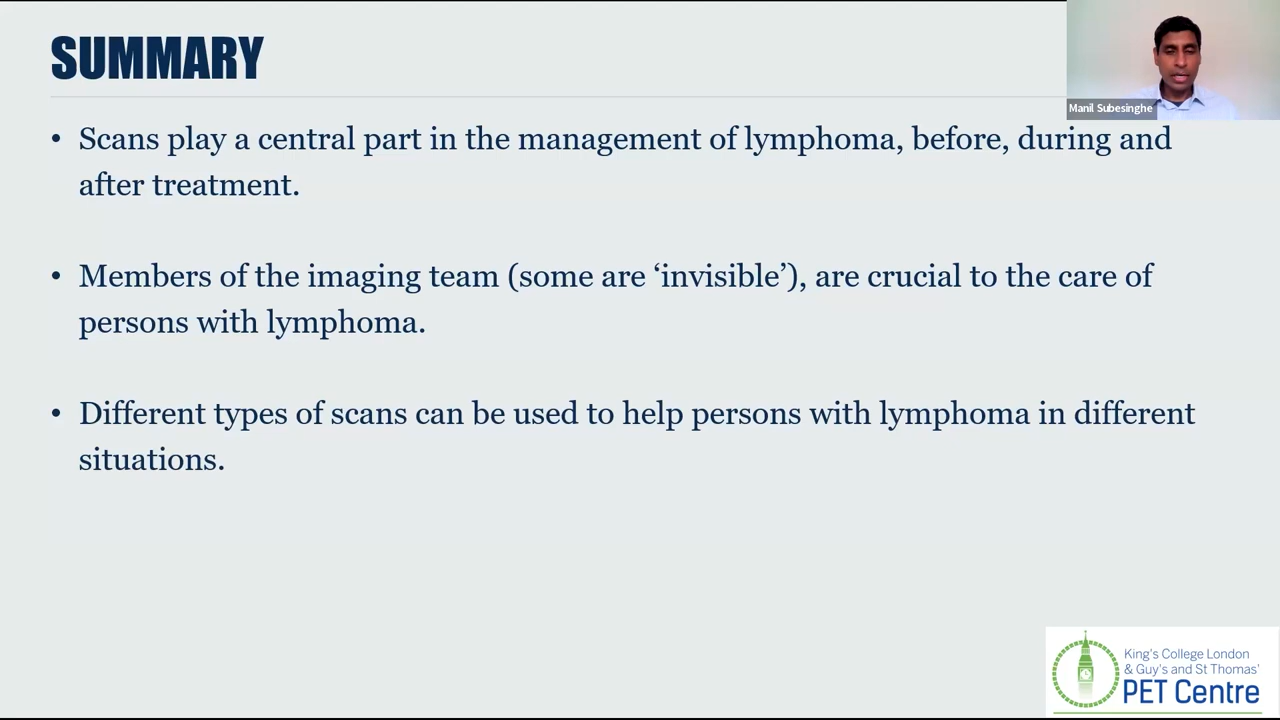 SUMMARY
Manil Subesinghe
• Scans play a central part in the management of lymphoma, before, during and
after treatment.
• Members of the imaging team (some are ‘invisible’), are crucial to the care of
persons with lymphoma.
• Different types of scans can be used to help persons with lymphoma in different
situations.
King's College London
& Guy's and St Thomas'
PET Centre